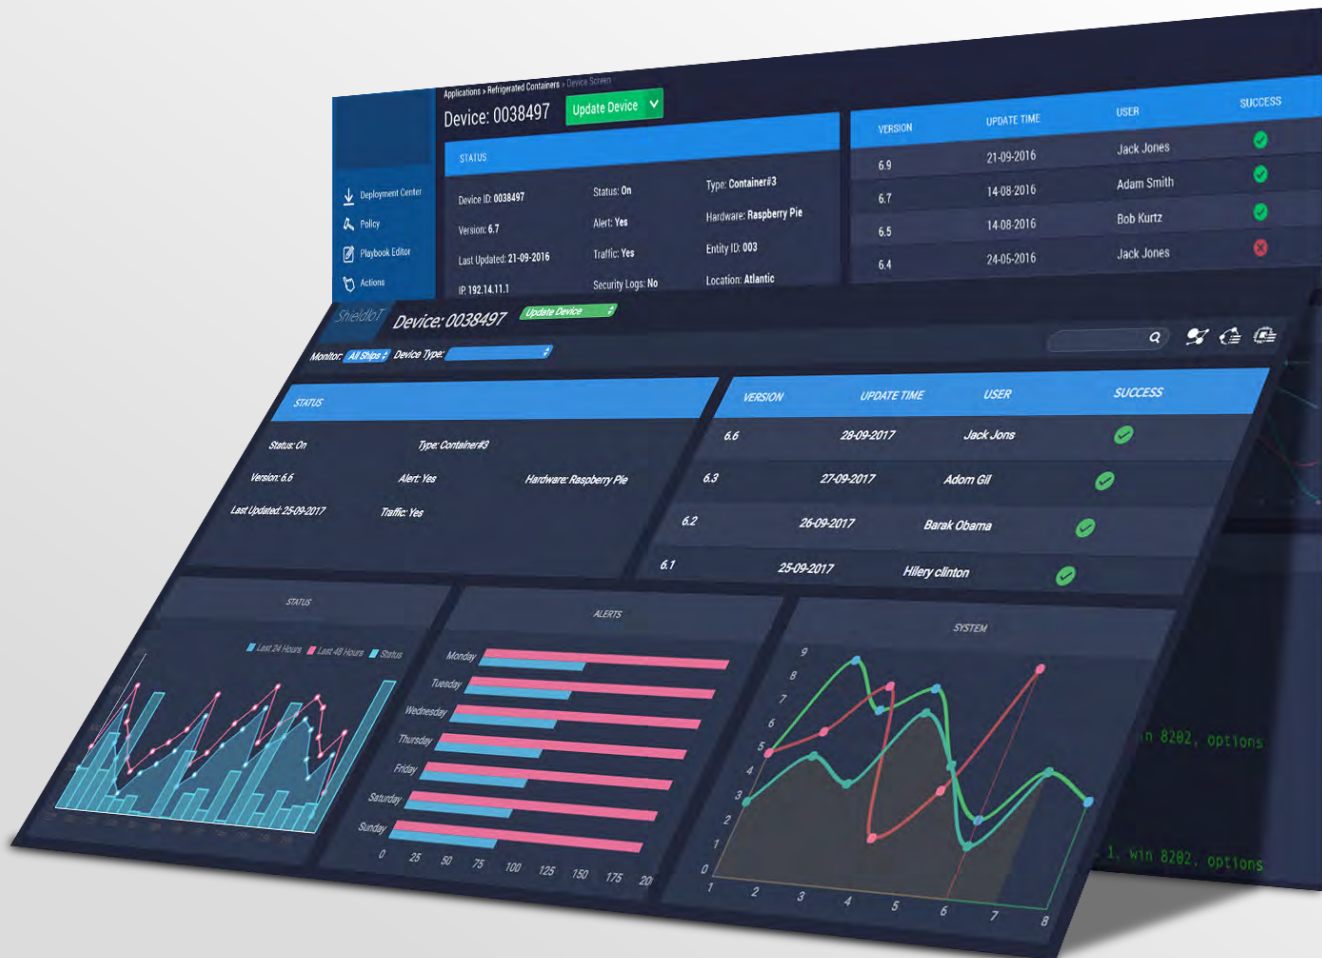 Applications > Refrigerated Containers > Device Screen
Device: 0038497 Update Device
Deployment Center
Policy
Playbook Editor
Actions
STATUS
Device ID: 0038497 Status: On Type: Container#3
Version: 6.7 Alert: Yes Hardware: Raspberry Pie
Last Updated: 21-09-2016 Traffic: Yes Entity ID: 003
IP: 192.14.11.1 Security Logs: No Location: Atlantic
VERSION UPDATE TIME USER SUCCESS
6.9 21-09-2016 Jack Jones
6.7 14-08-2016 Adam Smith
6.5 14-08-2016 Bob Kurtz
6.4 24-05-2016 Jack Jones
ShieldIoT Device: 0038497 Update Device
Monitor: All Ships Device Type:
STATUS
Status: On Type: Container#3
Version: 6.6 Alert: Yes Hardware: Raspberry Pie
Last Updated: 25-09-2017 Traffic: Yes
VERSION UPDATE TIME USER SUCCESS
6.6 28-09-2017 Jack Jons
6.3 27-09-2017 Adom Gil
6.2 26-09-2017 Barak Obama
6.1 25-09-2017 Hilery clinton
STATUS
Last 24 Hours Last 48 Hours Status
ALERTS
Monday
Tuesday
Wednesday
Thursday
Friday
Saturday
Sunday
0 25 50 75 100 125 150 175 20
SYSTEM
9
8
7
6
5
4
3
2
1
0
1 2 3 4 5 6 7 8
n 8202, options
1, win 8202, options